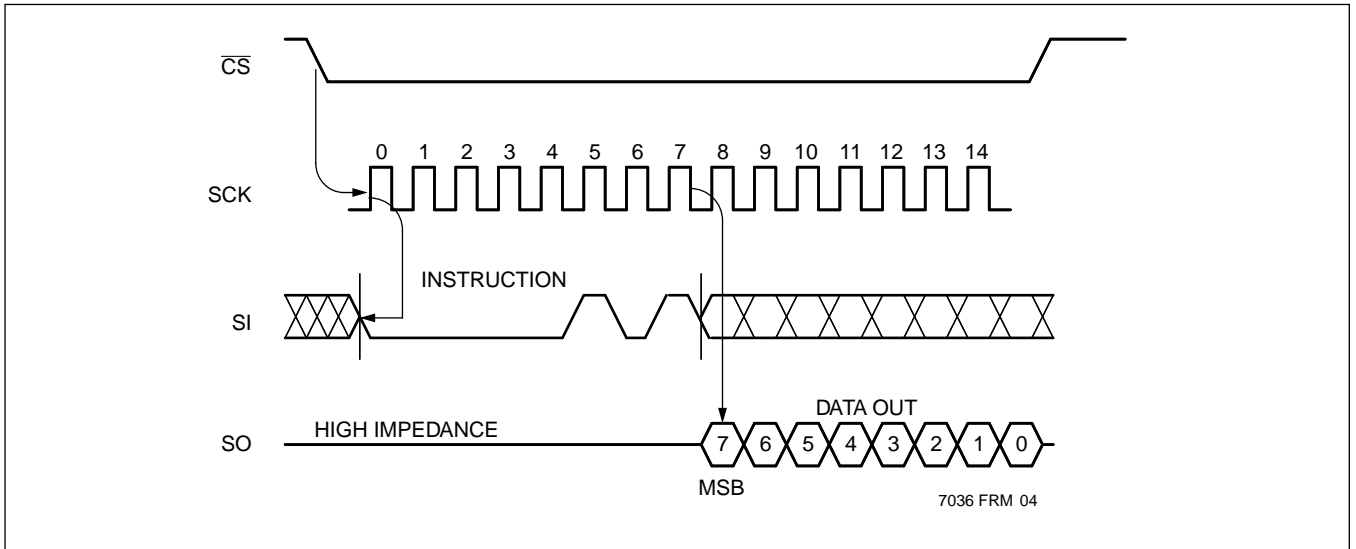 C̅S̅
0 1 2 3 4 5 6 7 8 9 10 11 12 13 14
SCK
INSTRUCTION
SI
DATA OUT
HIGH IMPEDANCE
SO
7 6 5 4 3 2 1 0
MSB
7036 FRM 04